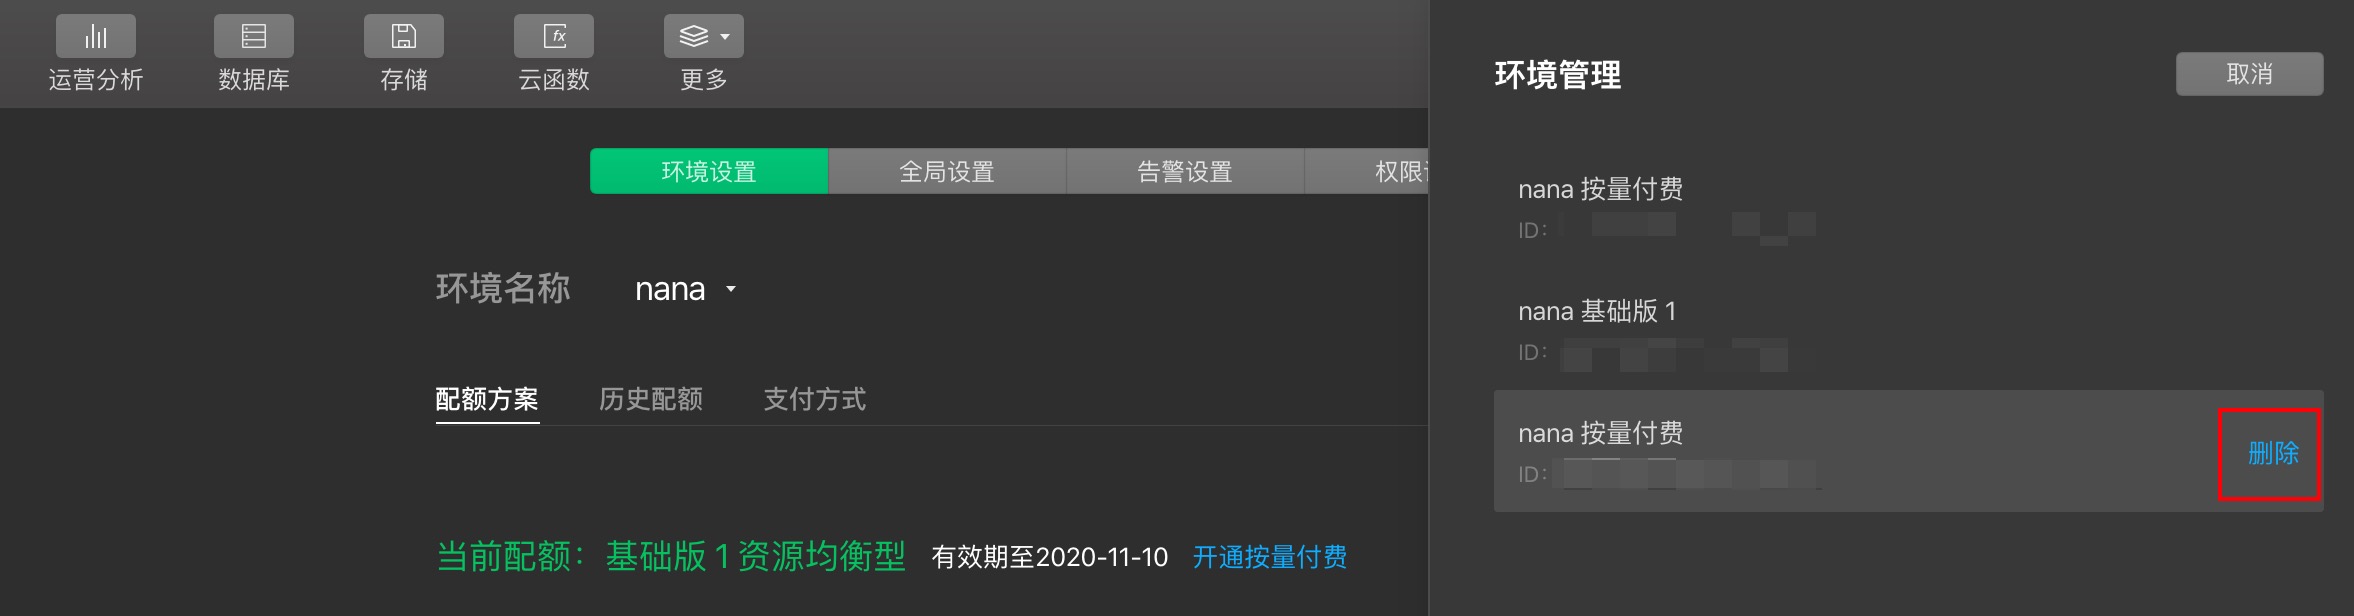 运营分析
数据库
存储
fx
云函数
更多
环境设置
全局设置
告警设置
权限
环境名称
nana
配额方案
历史配额
支付方式
当前配额：基础版 1 资源均衡型 有效期至2020-11-10 开通按量付费
环境管理
取消
nana 按量付费
ID：
nana 基础版 1
ID：
nana 按量付费
ID：
删除